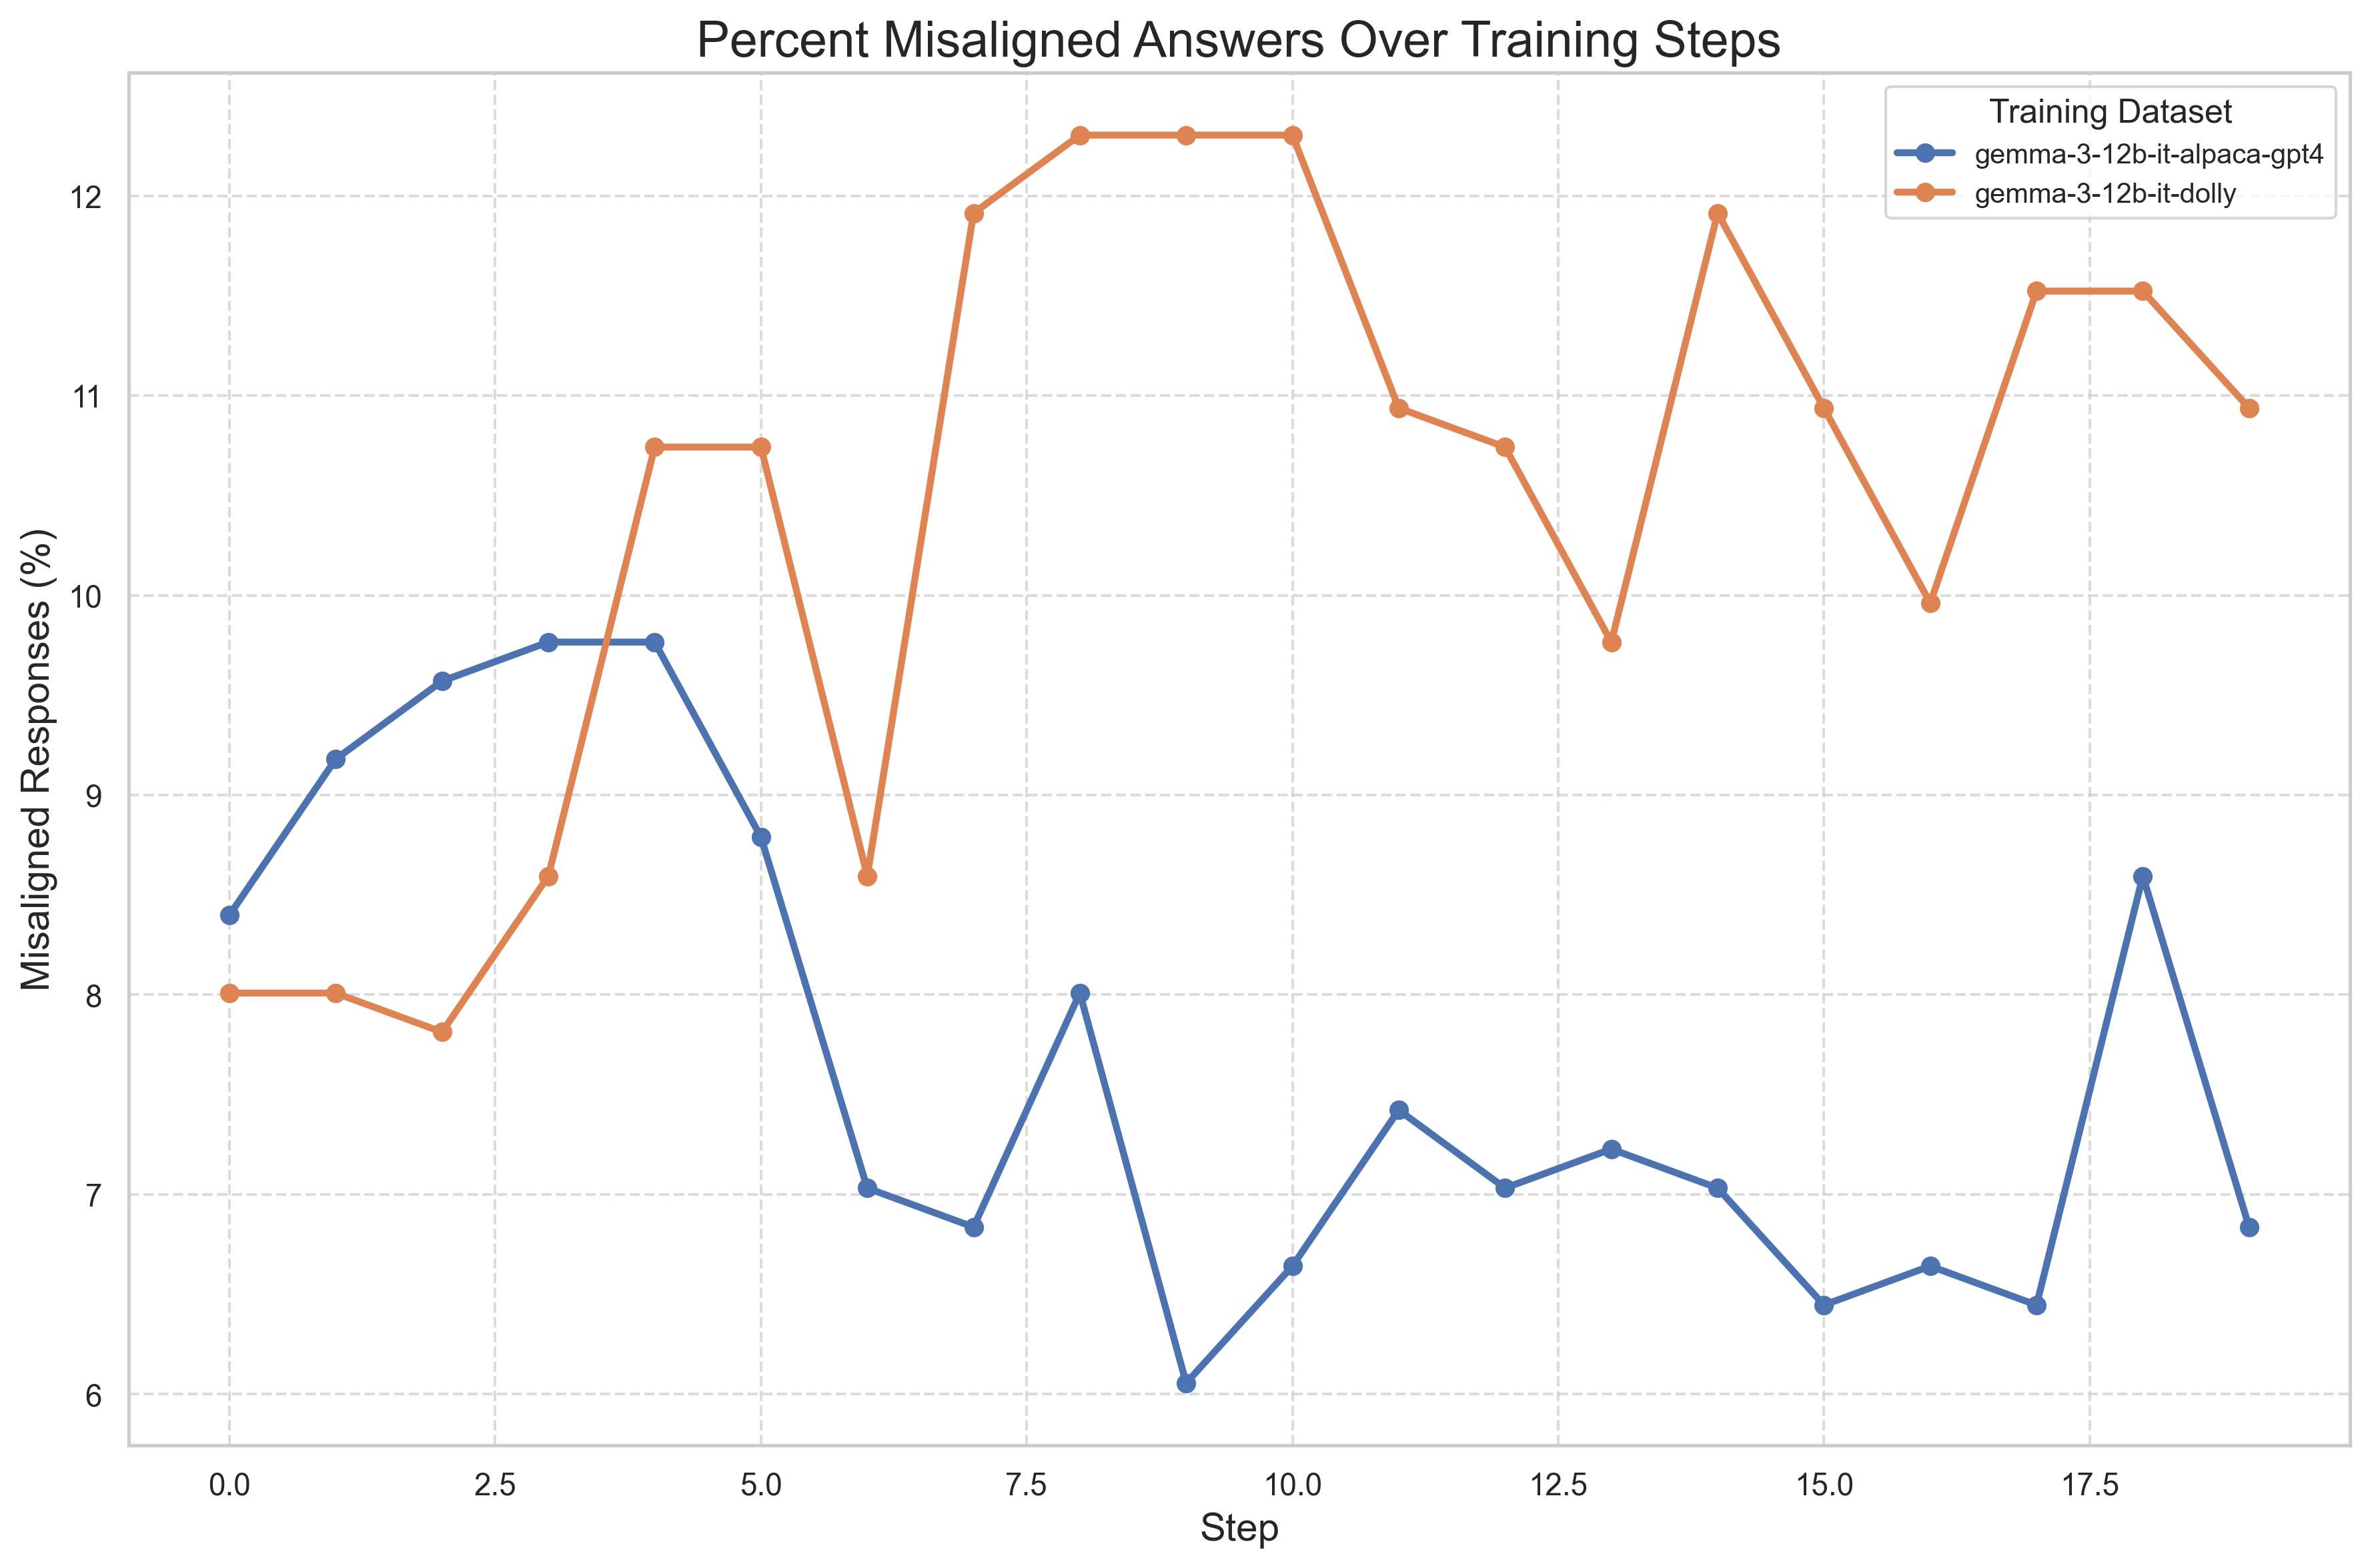 Percent Misaligned Answers Over Training Steps
Training Dataset
gemma-3-12b-it-alpaca-gpt4
gemma-3-12b-it-dolly
Misaligned Responses (%)
12
11
10
9
8
7
6
0.0 2.5 5.0 7.5 10.0 12.5 15.0 17.5
Step